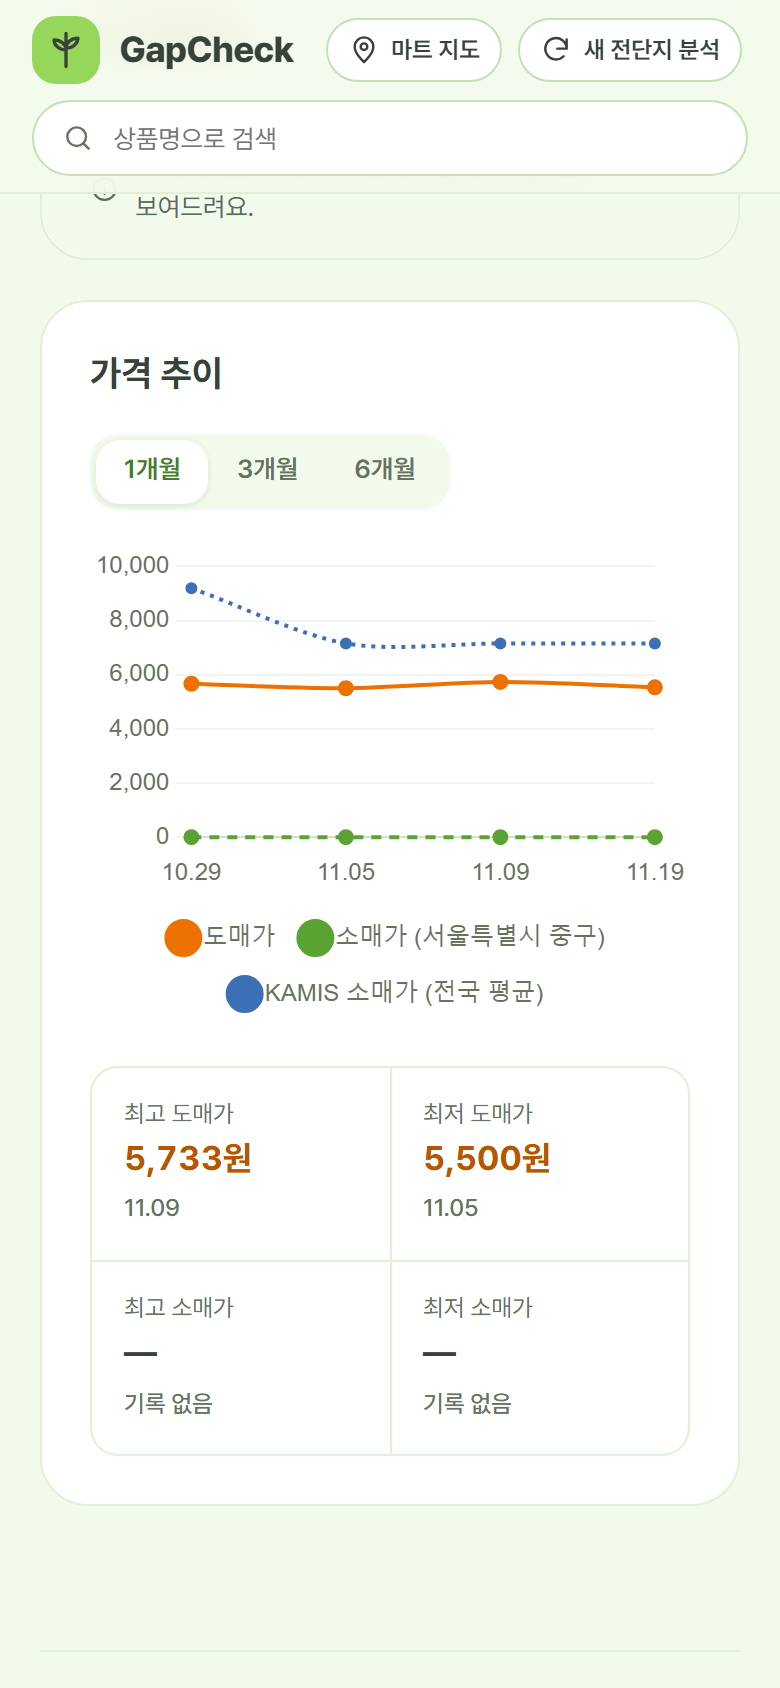 GapCheck
마트 지도
새 전단지 분석
상품명으로 검색
보여드려요.
가격 추이
1개월 3개월 6개월
10,000
8,000
6,000
4,000
2,000
0
10.29 11.05 11.09 11.19
도매가 소매가 (서울특별시 중구)
KAMIS 소매가 (전국 평균)
최고 도매가
5,733원
11.09
최저 도매가
5,500원
11.05
최고 소매가
—
기록 없음
최저 소매가
—
기록 없음